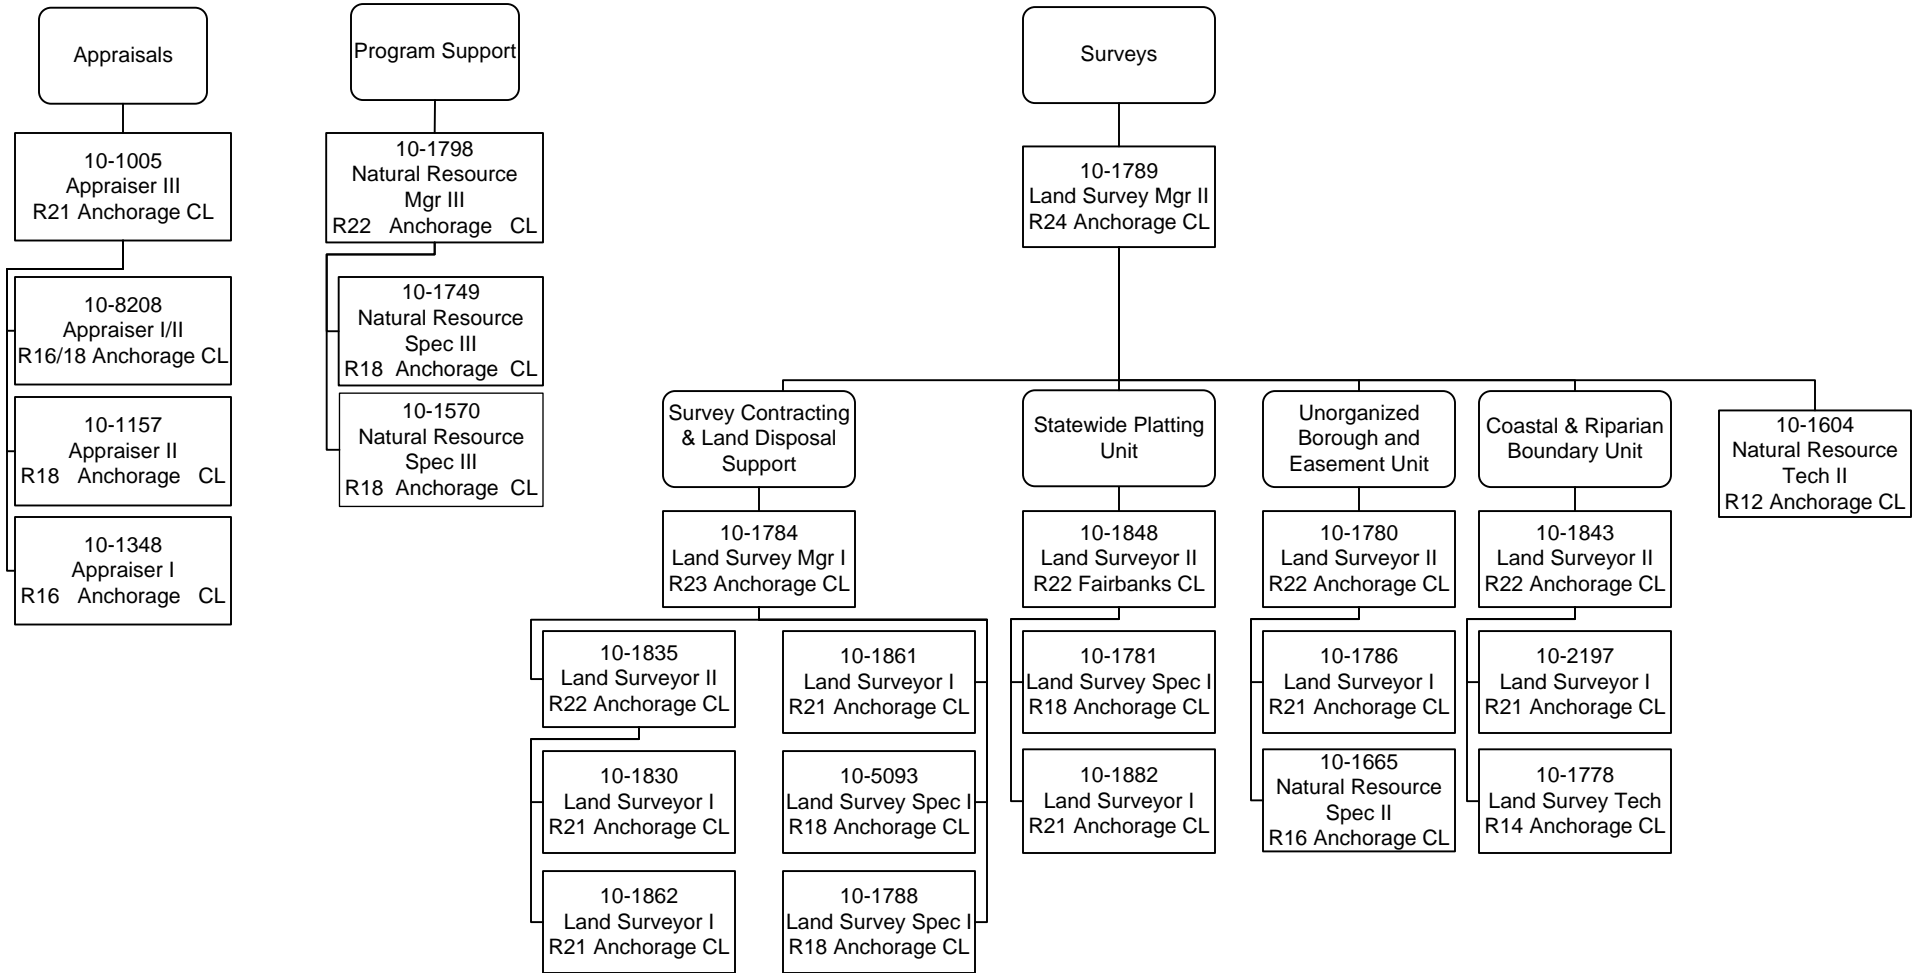 Appraisals
10-1005
Appraiser III
R21 Anchorage CL
10-8208
Appraiser I/II
R16/18 Anchorage CL
10-1157
Appraiser II
R18 Anchorage CL
10-1348
Appraiser I
R16 Anchorage CL
Program Support
10-1798
Natural Resource
Mgr III
R22 Anchorage CL
10-1749
Natural Resource
Spec III
R18 Anchorage CL
10-1570
Natural Resource
Spec III
R18 Anchorage CL
Surveys
10-1789
Land Survey Mgr II
R24 Anchorage CL
Survey Contracting
& Land Disposal
Support
10-1784
Land Survey Mgr I
R23 Anchorage CL
10-1835
Land Surveyor II
R22 Anchorage CL
10-1830
Land Surveyor I
R21 Anchorage CL
10-1862
Land Surveyor I
R21 Anchorage CL
10-1861
Land Surveyor I
R21 Anchorage CL
10-5093
Land Survey Spec I
R18 Anchorage CL
10-1788
Land Survey Spec I
R18 Anchorage CL
Statewide Platting
Unit
10-1848
Land Surveyor II
R22 Fairbanks CL
10-1781
Land Survey Spec I
R18 Anchorage CL
10-1882
Land Surveyor I
R21 Anchorage CL
Unorganized
Borough and
Easement Unit
10-1780
Land Surveyor II
R22 Anchorage CL
10-1786
Land Surveyor I
R21 Anchorage CL
10-1665
Natural Resource
Spec II
R16 Anchorage CL
Coastal & Riparian
Boundary Unit
10-1843
Land Surveyor II
R22 Anchorage CL
10-2197
Land Surveyor I
R21 Anchorage CL
10-1778
Land Survey Tech
R14 Anchorage CL
10-1604
Natural Resource
Tech II
R12 Anchorage CL